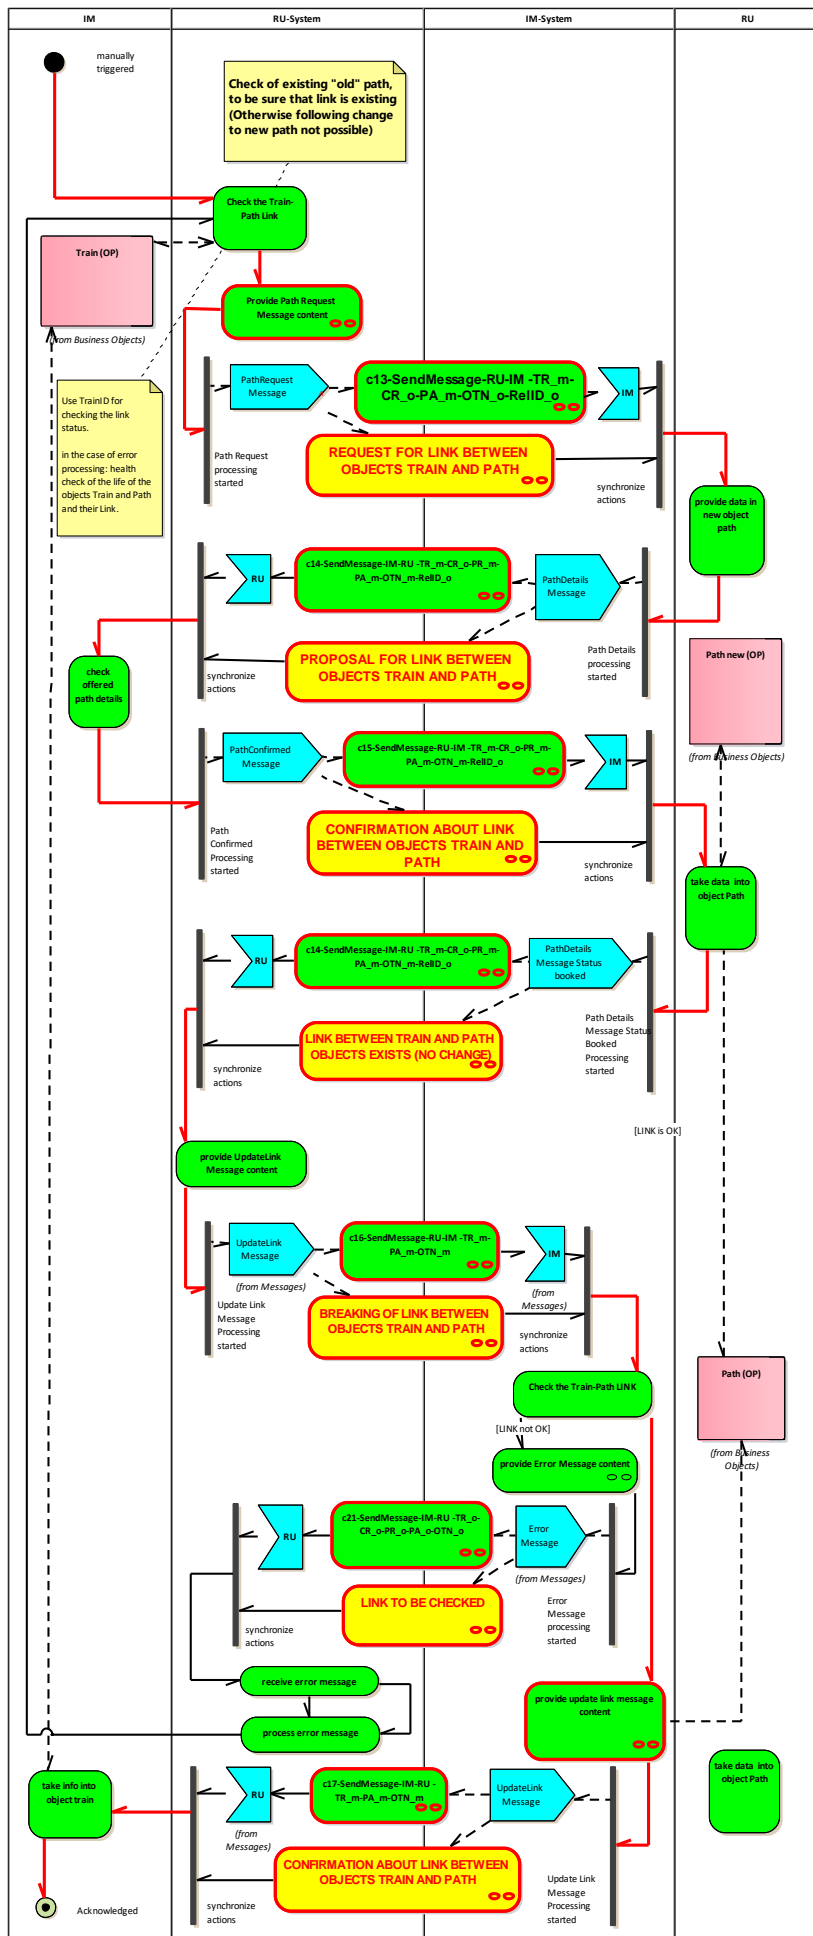 IM
RU-System
IM-System
RU
manually
triggered
Check of existing "old" path,
to be sure that link is existing
(Otherwise following change
to new path not possible)
Check the Train-
Path Link
Train (OP)
(from Business Objects)
Provide Path Request
Message content
Use TrainID for
checking the link
status.
in the case of error
processing: health
check of the life of the
objects Train and Path
and their Link.
PathRequest
Message
c13-SendMessage-RU-IM -TR_m-
CR_o-PA_m-OTN_o-RelID_o
IM
Path Request
processing
started
REQUEST FOR LINK BETWEEN
OBJECTS TRAIN AND PATH
synchronize
actions
provide data in
new object
path
RU
c14-SendMessage-IM-RU -TR_m-CR_o-PR_m-
PA_m-OTN_m-RelID_o
PathDetails
Message
PROPOSAL FOR LINK BETWEEN
OBJECTS TRAIN AND PATH
synchronize
actions
Path Details
processing
started
check
offered
path details
Path new (OP)
(from Business Objects)
PathConfirmed
Message
c15-SendMessage-RU-IM -TR_m-CR_o-PR_m-
PA_m-OTN_m-RelID_o
IM
Path
Confirmed
Processing
started
CONFIRMATION ABOUT LINK
BETWEEN OBJECTS TRAIN AND
PATH
synchronize
actions
take data into
object Path
RU
c14-SendMessage-IM-RU -TR_m-CR_o-PR_m-
PA_m-OTN_m-RelID_o
PathDetails
Message Status
booked
LINK BETWEEN TRAIN AND PATH
OBJECTS EXISTS (NO CHANGE)
synchronize
actions
Path Details
Message Status
Booked
Processing
started
[LINK is OK]
provide UpdateLink
Message content
UpdateLink
Message
(from Messages)
c16-SendMessage-RU-IM -TR_m-
PA_m-OTN_m
IM
(from
Messages)
Update Link
Message
Processing
started
BREAKING OF LINK BETWEEN
OBJECTS TRAIN AND PATH
synchronize
actions
Check the Train-Path LINK
Path (OP)
(from Business
Objects)
[LINK not OK]
provide Error Message content
RU
c21-SendMessage-IM-RU -TR_o-
CR_o-PR_o-PA_o-OTN_o
Error
Message
(from Messages)
LINK TO BE CHECKED
synchronize
actions
Error
Message
processing
started
receive error message
process error message
provide update link message
content
take data into
object Path
take info into
object train
RU
(from
Messages)
c17-SendMessage-IM-RU -
TR_m-PA_m-OTN_m
UpdateLink
Message
CONFIRMATION ABOUT LINK BETWEEN
OBJECTS TRAIN AND PATH
synchronize
actions
Update Link
Message
Processing
started
Acknowledged